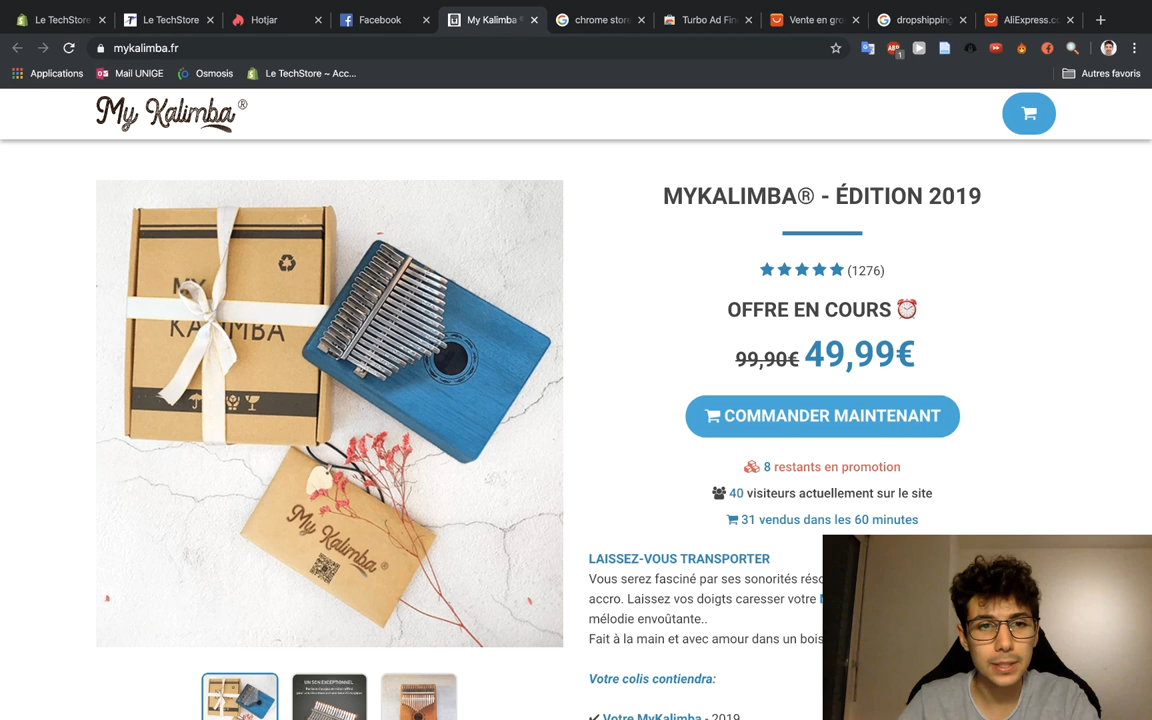 Le TechStore
Le TechStore
Hotjar
Facebook
My Kalimba
chrome stor
Turbo Ad Fin
Vente en gro
dropshipping
AliExpress.co
mykalimba.fr
1
Applications
Mail UNIGE
Osmosis
Le TechStore ~ Acc...
Autres favoris
My Kalimba®
MY
KALIMBA
My Kalimba®
MYKALIMBA® - ÉDITION 2019
(1276)
OFFRE EN COURS
99,90€ 49,99€
COMMANDER MAINTENANT
8 restants en promotion
40 visiteurs actuellement sur le site
31 vendus dans les 60 minutes
LAISSEZ-VOUS TRANSPORTER
Vous serez fasciné par ses sonorités réso
accro. Laissez vos doigts caresser votre
mélodie envoûtante..
Fait à la main et avec amour dans un bois
Votre colis contiendra:
✔ Votre MyKalimba - 2019
UN SON EXCEPTIONNEL